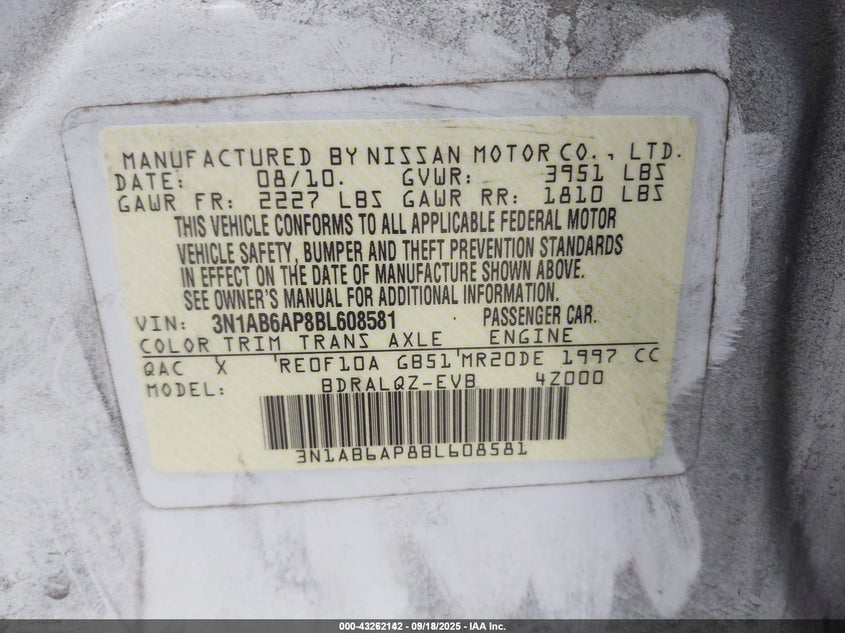 MANUFACTURED BY NISSAN MOTOR CO., LTD.
DATE: 08/10. GVWR: 3951 LBS
GAWR FR: 2227 LBS GAWR RR: 1810 LBS
THIS VEHICLE CONFORMS TO ALL APPLICABLE FEDERAL MOTOR
VEHICLE SAFETY, BUMPER AND THEFT PREVENTION STANDARDS
IN EFFECT ON THE DATE OF MANUFACTURE SHOWN ABOVE.
SEE OWNER'S MANUAL FOR ADDITIONAL INFORMATION.
VIN: 3N1AB6AP8BL608581 PASSENGER CAR.
COLOR TRIM TRANS AXLE ENGINE
QAC X RE0F10A GB51 MR20DE 1997 CC
MODEL: BDRALQZ-EVB 4Z000
3N1AB6AP8BL608581
000-43262142 - 09/18/2025 - IAA Inc.